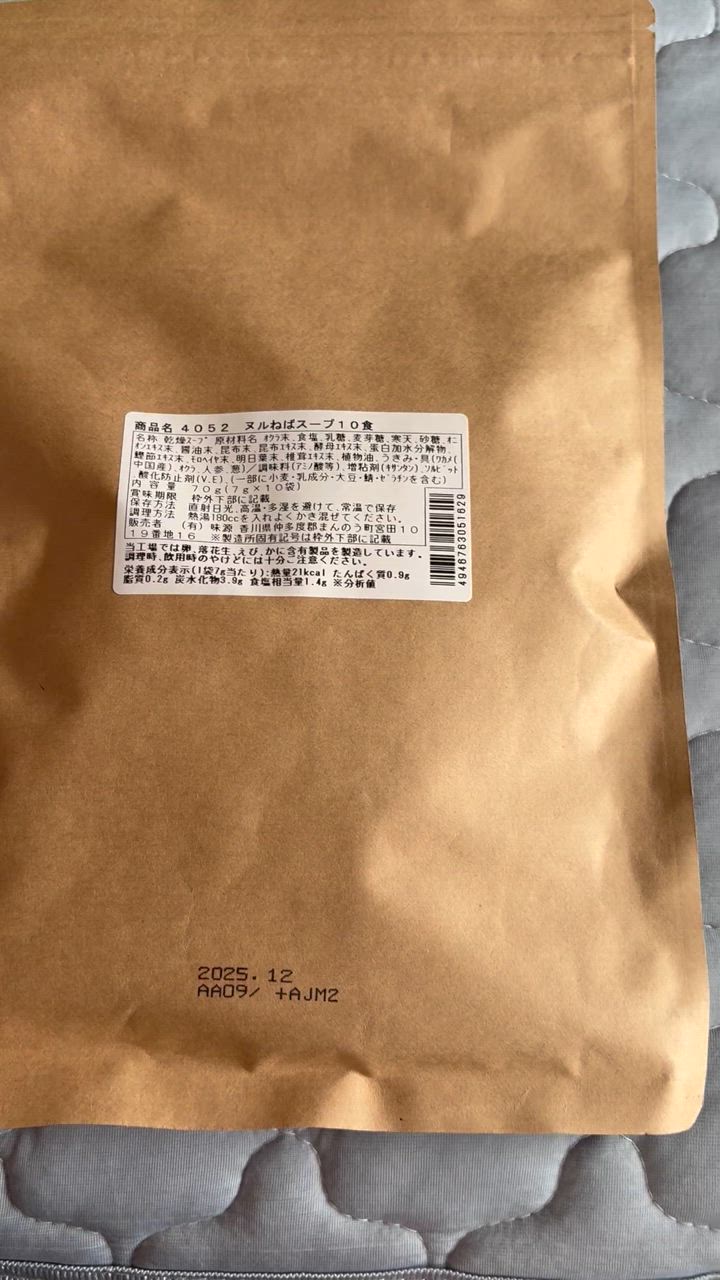 商品名 4052 ヌルねばスープ10食
名称 乾燥スープ 原材料名 オクラ末、食塩、乳糖、麦芽糖、寒天、砂糖、オニ
オンエキス末、醤油末、昆布末、昆布エキス末、酵母エキス末、蛋白加水分解物、
鰹節エキス末、モロヘイヤ末、明日葉末、椎茸エキス末、植物油、うきみ・具(ワカメ(
中国産)、オクラ、人参、葱)/調味料(アミノ酸等)、増粘剤(キサンタン)、ソルビット
酸化防止剤(V.E)、(一部に小麦・乳成分・大豆・鯖・ゼラチンを含む)
内容量 70g(7g×10袋)
賞味期限 枠外下部に記載
保存方法 直射日光、高温・多湿を避けて、常温で保存
調理方法 熱湯180ccを入れよくかき混ぜてください。
販売者 (有) 味源 香川県仲多度郡まんのう町宮田10
19番地16 ※製造所固有記号は枠外下部に記載
4946763051629
当工場では卵、落花生、えび、かに含有製品を製造しています。
調理時、飲用時のやけどには十分ご注意ください。
栄養成分表示(1袋7g当たり):熱量21kcal たんぱく質0.9g
脂質0.2g 炭水化物3.9g 食塩相当量1.4g ※分析値
2025.12
AA09/ +AJM2